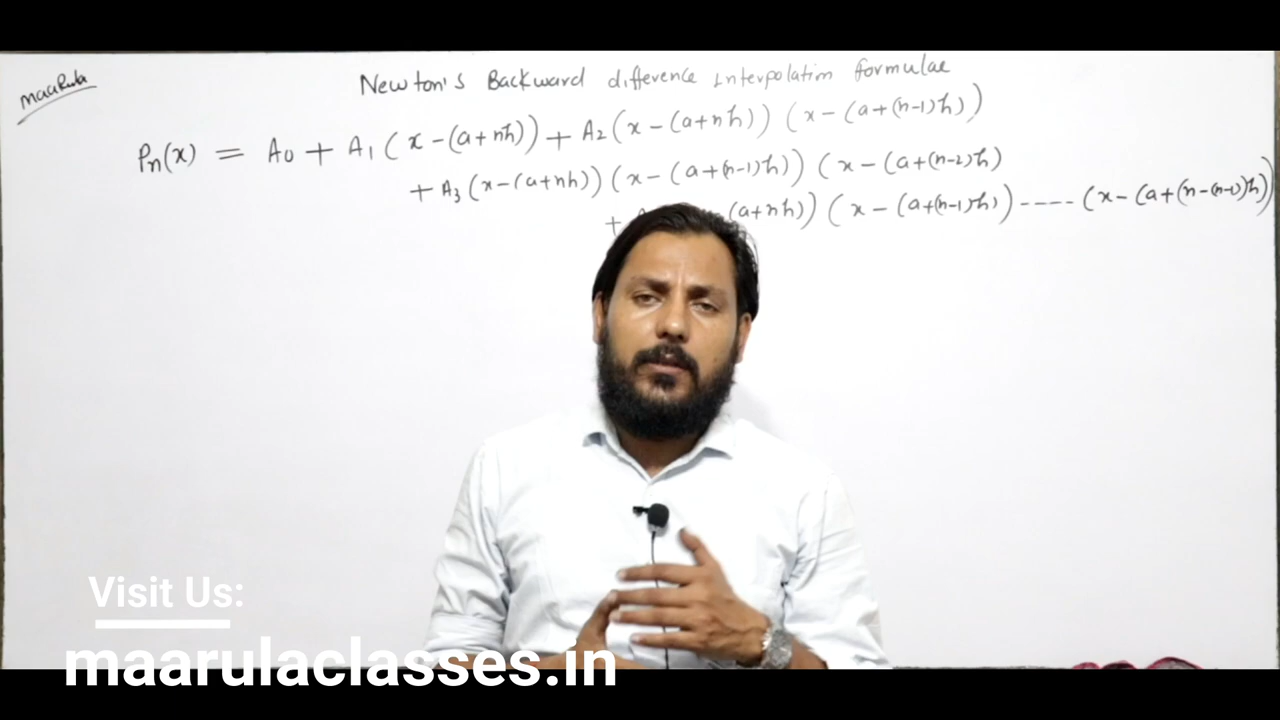 maaRula
Newton's Backward difference interpolation formulae
Pn(x) = A0 + A1 ( x - (a+nh)) + A2 (x - (a+nh)) (x - (a+(n-1)h))
+ A3 (x-(a+nh)) (x - (a+(n-1)h)) (x - (a+(n-2)h)
+ (a+nh)) (x - (a+(n-1)h)) ---- (x - (a+(n-(n-1))h))
Visit Us:
maarulaclasses.in